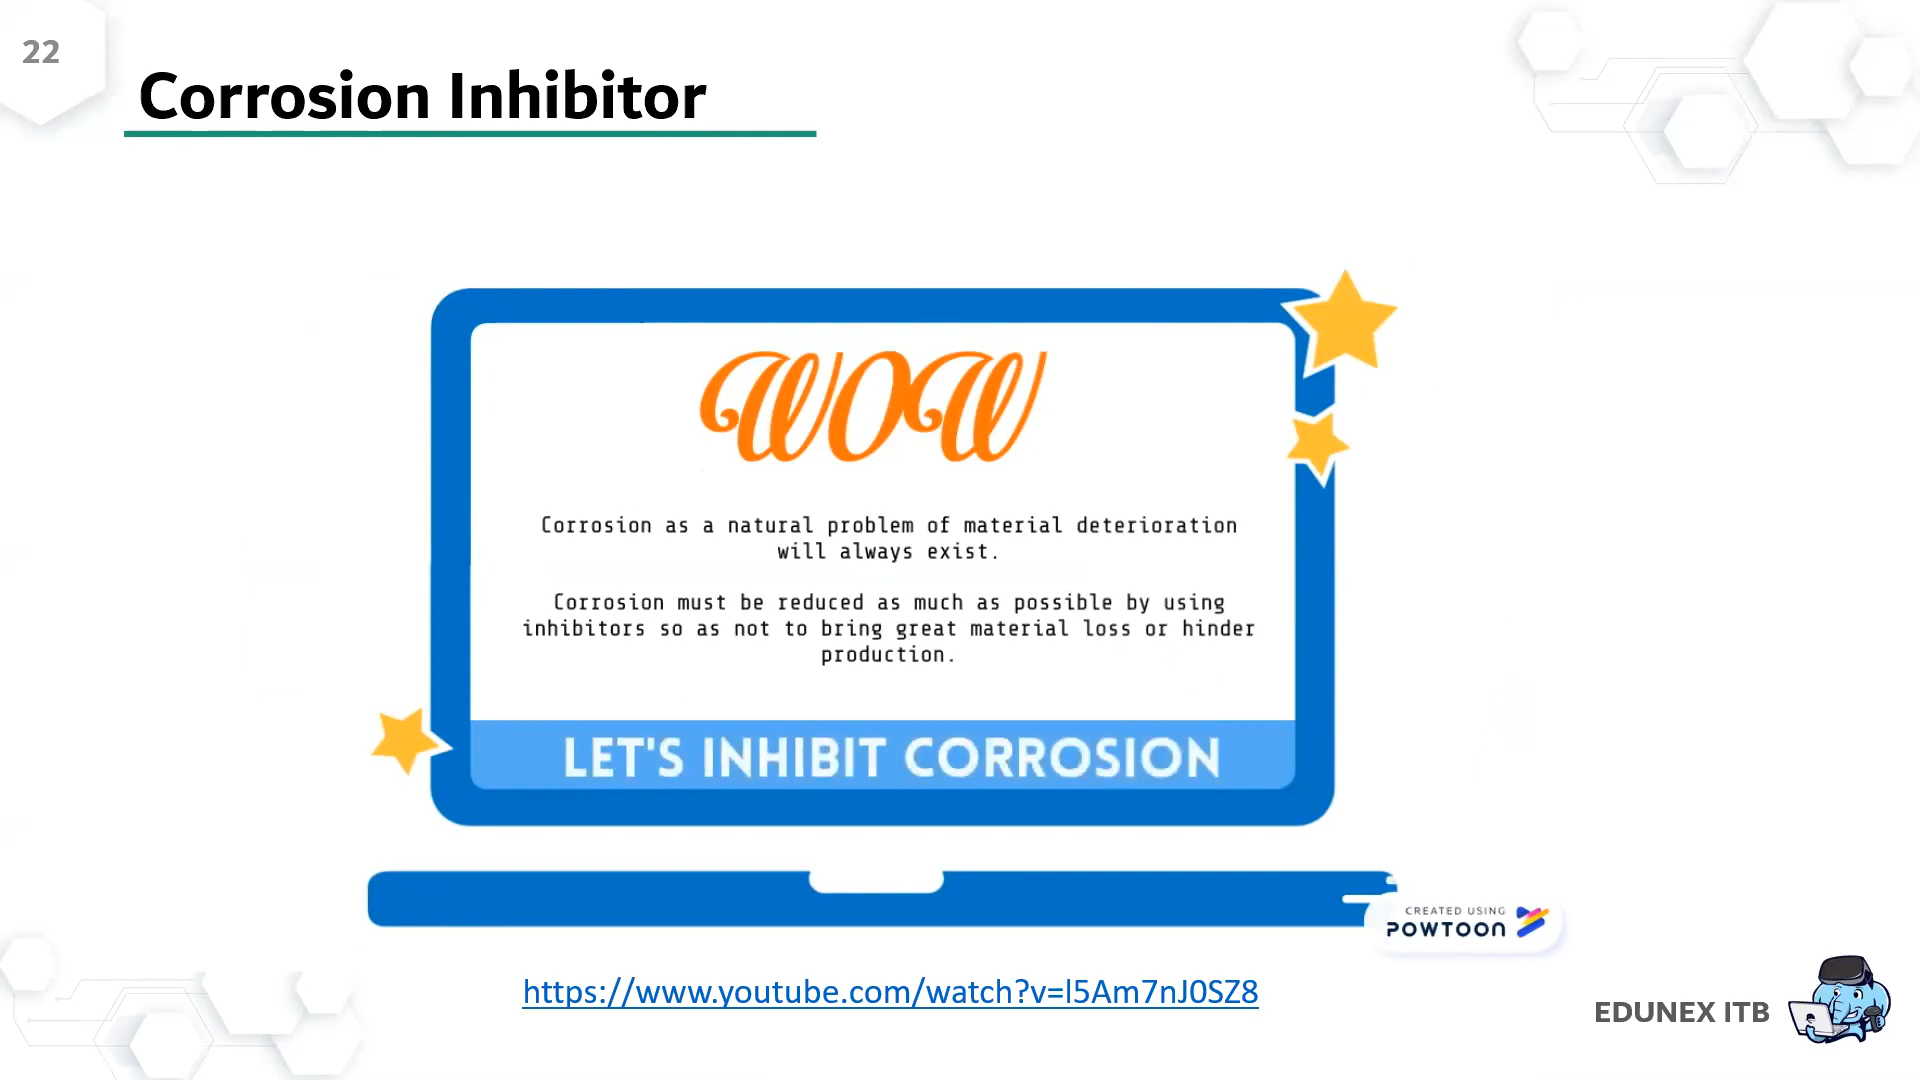 22
Corrosion Inhibitor
WOW
Corrosion as a natural problem of material deterioration
will always exist.
Corrosion must be reduced as much as possible by using
inhibitors so as not to bring great material loss or hinder
production.
LET'S INHIBIT CORROSION
CREATED USING
POWTOON
https://www.youtube.com/watch?v=l5Am7nJ0SZ8
EDUNEX ITB